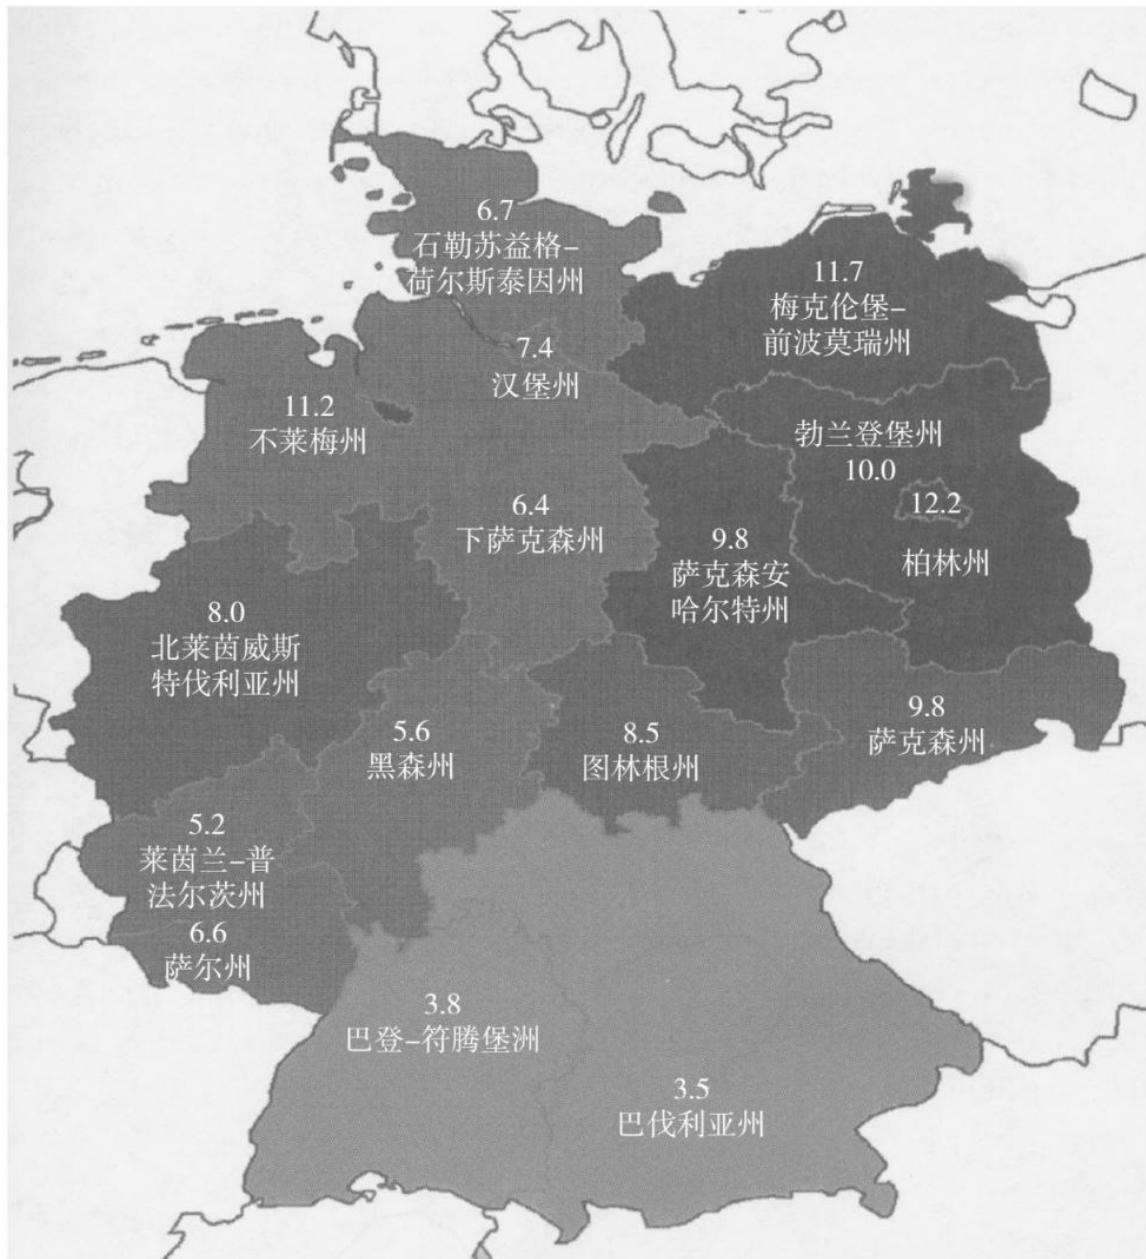 6.7
石勒苏益格–
荷尔斯泰因州
11.7
梅克伦堡–
前波莫瑞州
7.4
汉堡州
11.2
不莱梅州
勃兰登堡州
10.0
12.2
柏林州
6.4
下萨克森州
9.8
萨克森安
哈尔特州
8.0
北莱茵威斯
特伐利亚州
9.8
萨克森州
5.6
黑森州
8.5
图林根州
5.2
莱茵兰–普
法尔茨州
6.6
萨尔州
3.8
巴登–符腾堡洲
3.5
巴伐利亚州